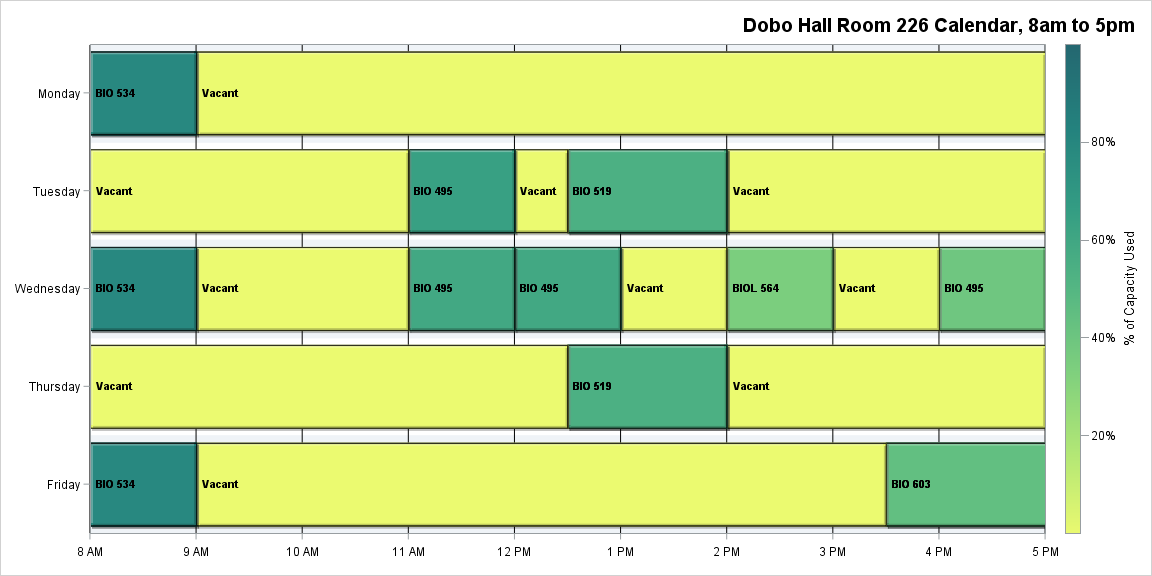 Dobo Hall Room 226 Calendar, 8am to 5pm
Monday
BIO 534
Vacant
Tuesday
Vacant
BIO 495
Vacant
BIO 519
Vacant
Wednesday
BIO 534
Vacant
BIO 495
BIO 495
Vacant
BIOL 564
Vacant
BIO 495
Thursday
Vacant
BIO 519
Vacant
Friday
BIO 534
Vacant
BIO 603
8 AM
9 AM
10 AM
11 AM
12 PM
1 PM
2 PM
3 PM
4 PM
5 PM
80%
60%
40%
20%
% of Capacity Used